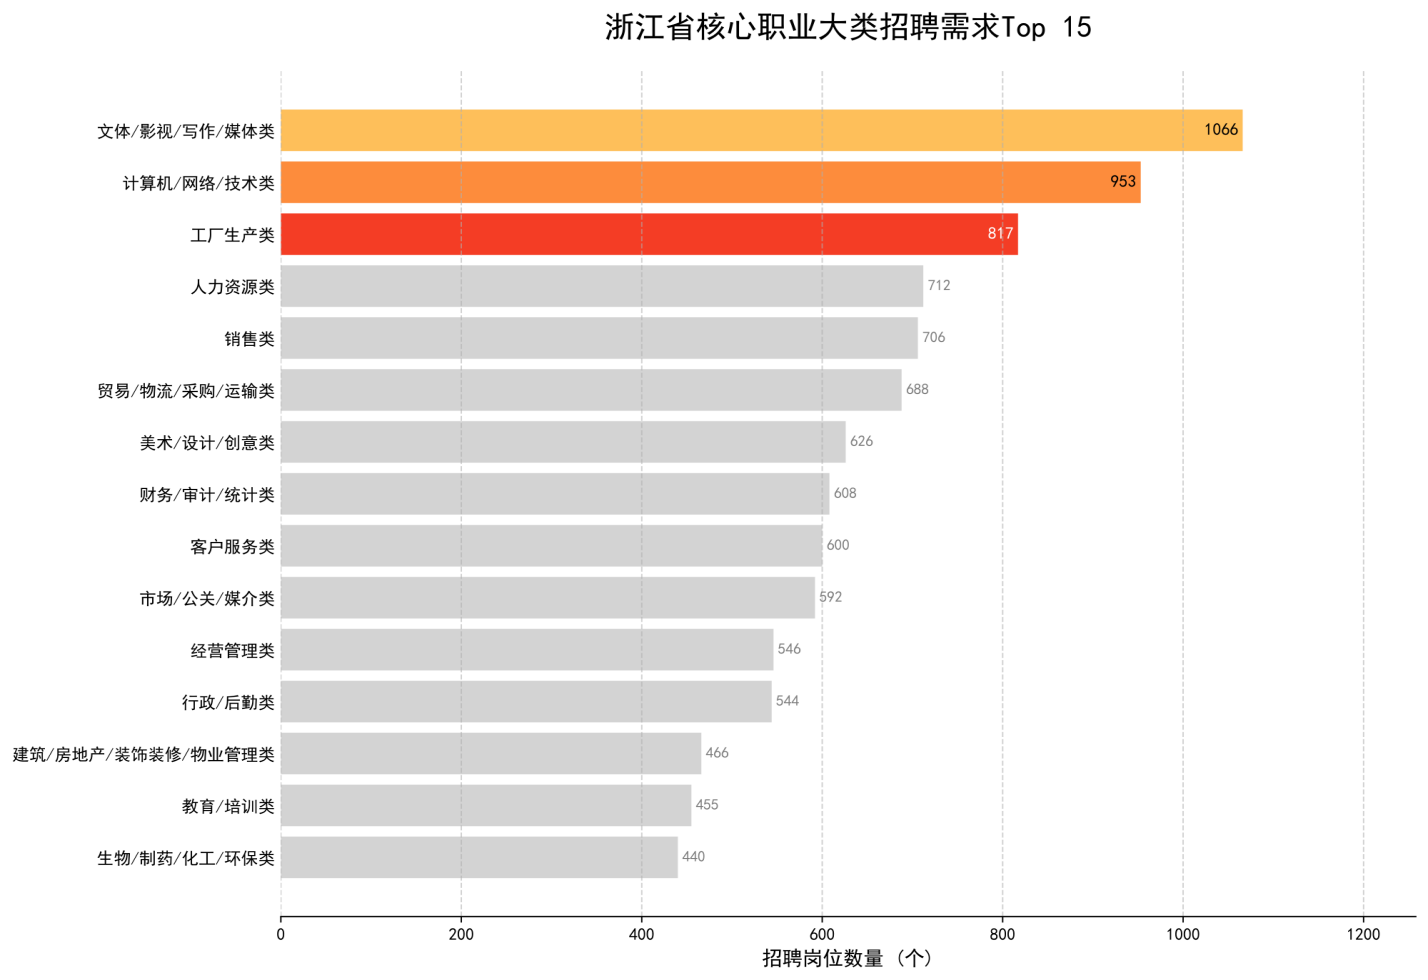 浙江省核心职业大类招聘需求Top 15
文体/影视/写作/媒体类 1066
计算机/网络/技术类 953
工厂生产类 817
人力资源类 712
销售类 706
贸易/物流/采购/运输类 688
美术/设计/创意类 626
财务/审计/统计类 608
客户服务类 600
市场/公关/媒介类 592
经营管理类 546
行政/后勤类 544
建筑/房地产/装饰装修/物业管理类 466
教育/培训类 455
生物/制药/化工/环保类 440
0 200 400 600 800 1000 1200
招聘岗位数量（个）